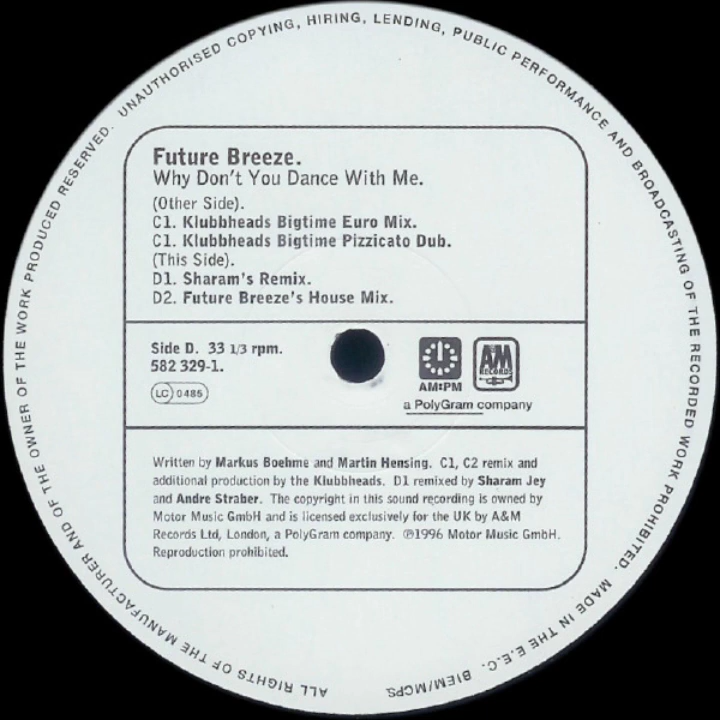 ALL RIGHTS OF THE MANUFACTURER AND OF THE OWNER OF THE WORK PRODUCED RESERVED. UNAUTHORISED COPYING, HIRING, LENDING, PUBLIC PERFORMANCE AND BROADCASTING OF THE RECORDED WORK PROHIBITED. MADE IN THE E.E.C. BIEM/MCPS.
Future Breeze.
Why Don't You Dance With Me.
(Other Side).
C1. Klubbheads Bigtime Euro Mix.
C1. Klubbheads Bigtime Pizzicato Dub.
(This Side).
D1. Sharam's Remix.
D2. Future Breeze's House Mix.
Side D. 33 1/3 rpm.
582 329-1.
LC 0485
AM:PM
A&M
RECORDS
a PolyGram company
Written by Markus Boehme and Martin Hensing. C1, C2 remix and
additional production by the Klubbheads. D1 remixed by Sharam Jey
and Andre Straber. The copyright in this sound recording is owned by
Motor Music GmbH and is licensed exclusively for the UK by A&M
Records Ltd, London, a PolyGram company. ℗1996 Motor Music GmbH.
Reproduction prohibited.